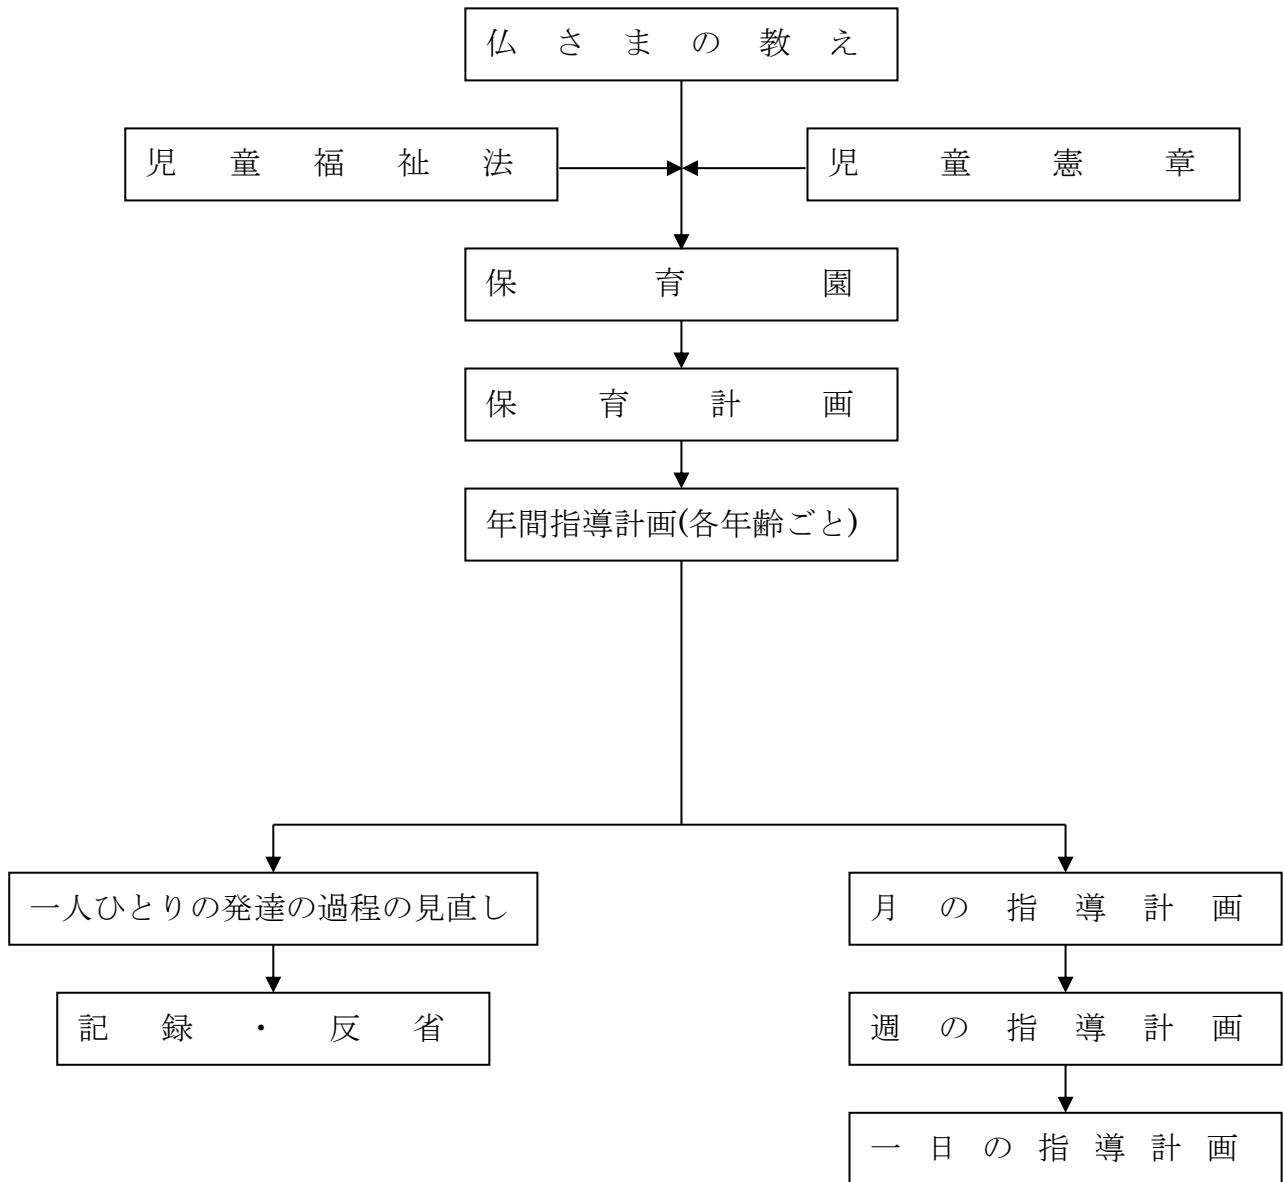 仏さまの教え
児童福祉法
児童憲章
保育園
保育計画
年間指導計画(各年齢ごと)
一人ひとりの発達の過程の見直し
月の指導計画
記録・反省
週の指導計画
一日の指導計画